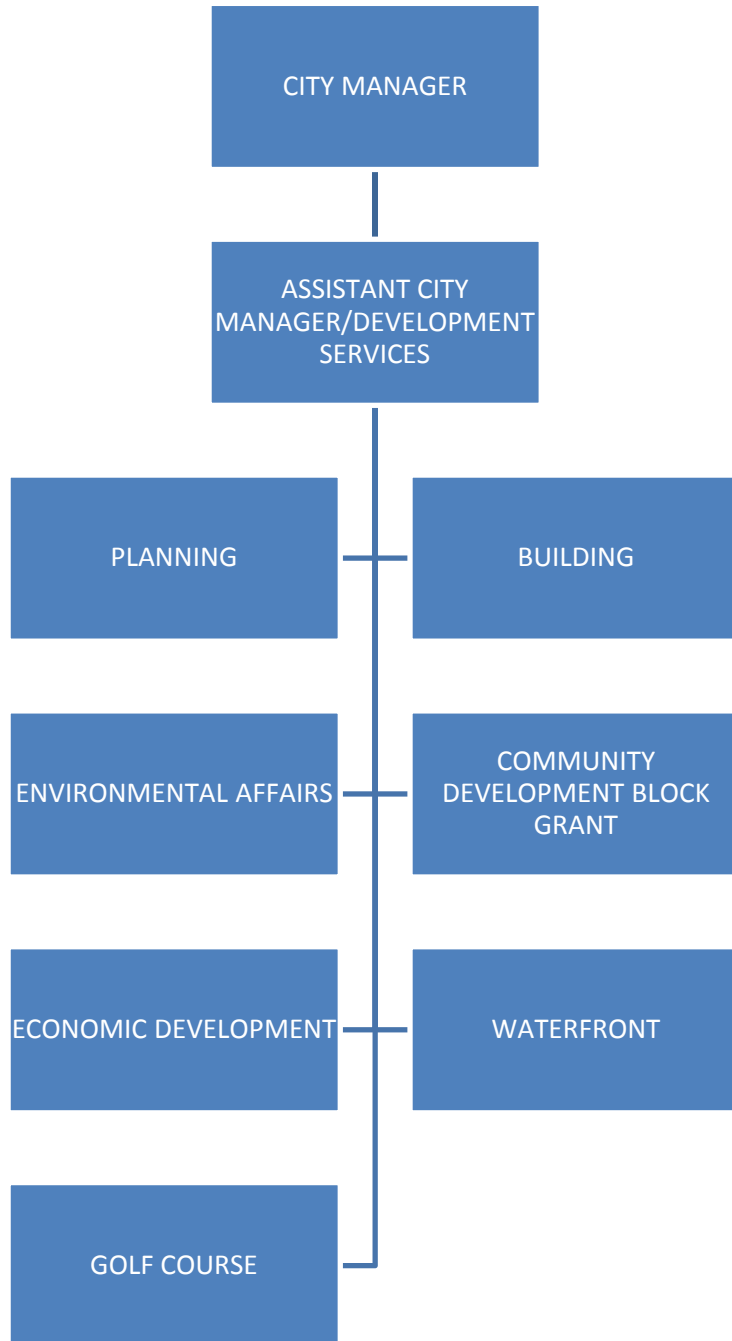 CITY MANAGER
ASSISTANT CITY
MANAGER/DEVELOPMENT
SERVICES
PLANNING
BUILDING
ENVIRONMENTAL AFFAIRS
COMMUNITY
DEVELOPMENT BLOCK
GRANT
ECONOMIC DEVELOPMENT
WATERFRONT
GOLF COURSE